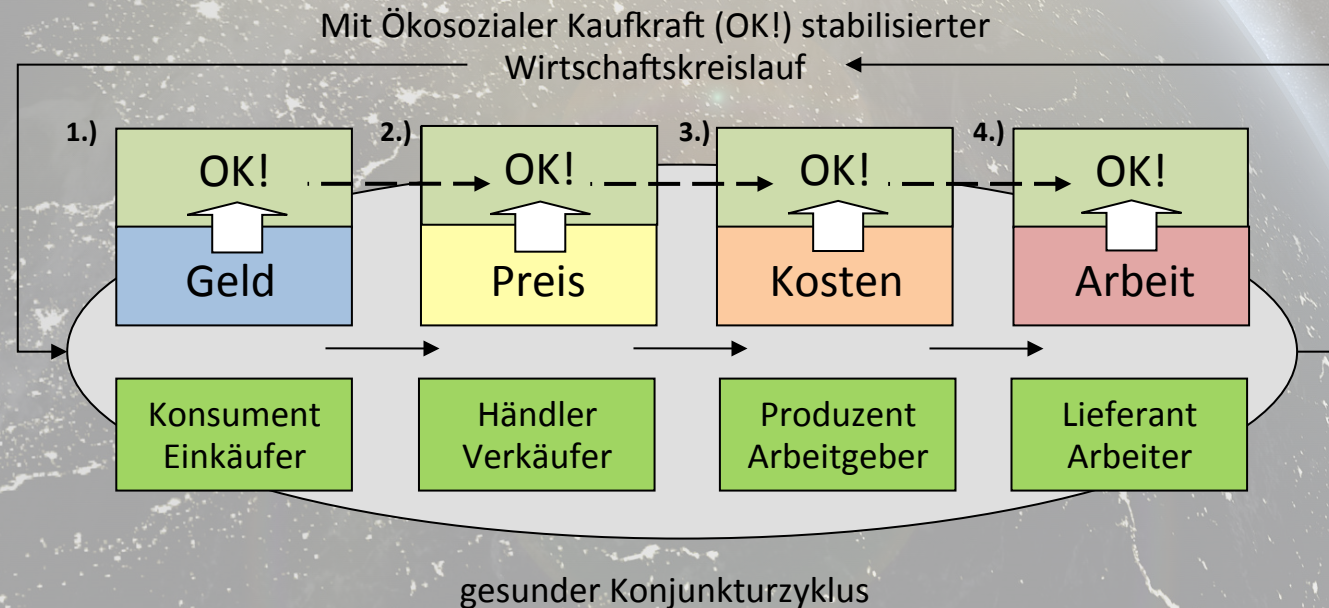 Mit Ökosozialer Kaufkraft (OK!) stabilisierter
Wirtschaftskreislauf
1.)
OK!
Geld
2.)
OK!
Preis
3.)
OK!
Kosten
4.)
OK!
Arbeit
Konsument
Einkäufer
Händler
Verkäufer
Produzent
Arbeitgeber
Lieferant
Arbeiter
gesunder Konjunkturzyklus